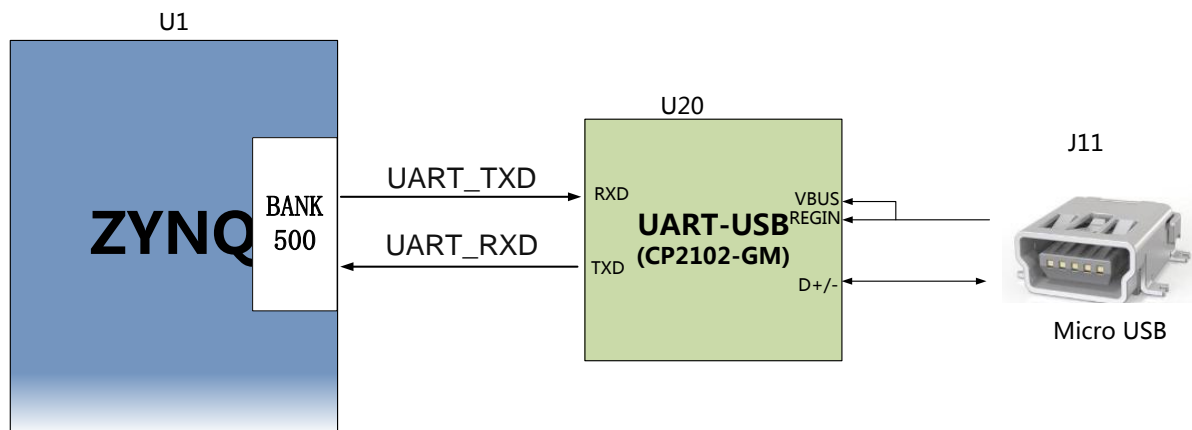 U1
ZYNQ
BANK
500
UART_TXD
UART_RXD
U20
RXD
TXD
UART-USB
(CP2102-GM)
VBUS
REGIN
D+/-
J11
Micro USB